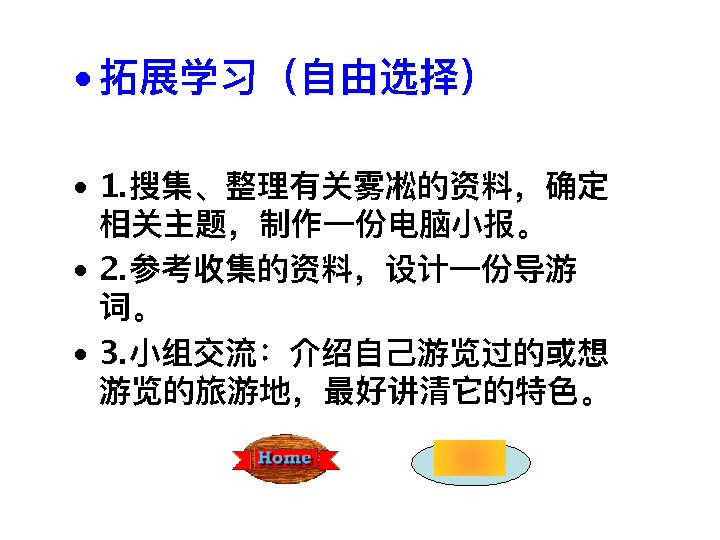 •拓展学习（自由选择）
•1.搜集、整理有关雾凇的资料，确定
相关主题，制作一份电脑小报。
•2.参考收集的资料，设计一份导游
词。
•3.小组交流：介绍自己游览过的或想
游览的旅游地，最好讲清它的特色。
Home